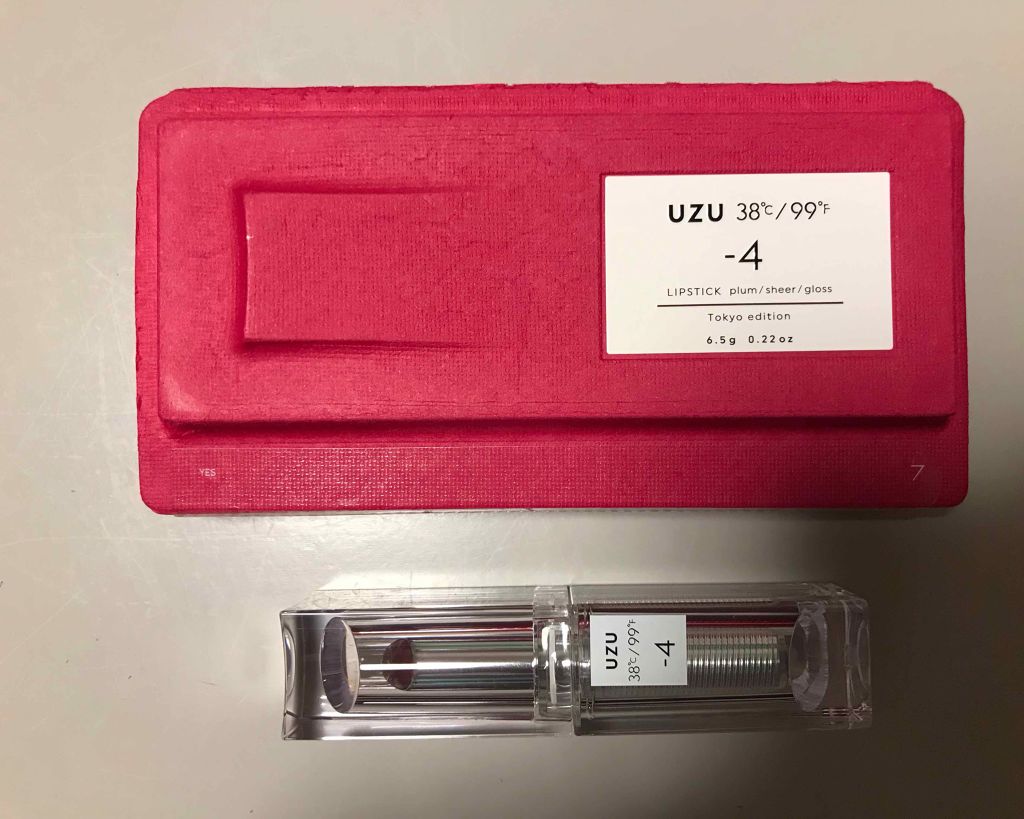 UZU 38℃/99°F
-4
LIPSTICK plum/sheer/gloss
Tokyo edition
6.5g 0.22oz
YES
7
UZU
38℃/99°F
-4